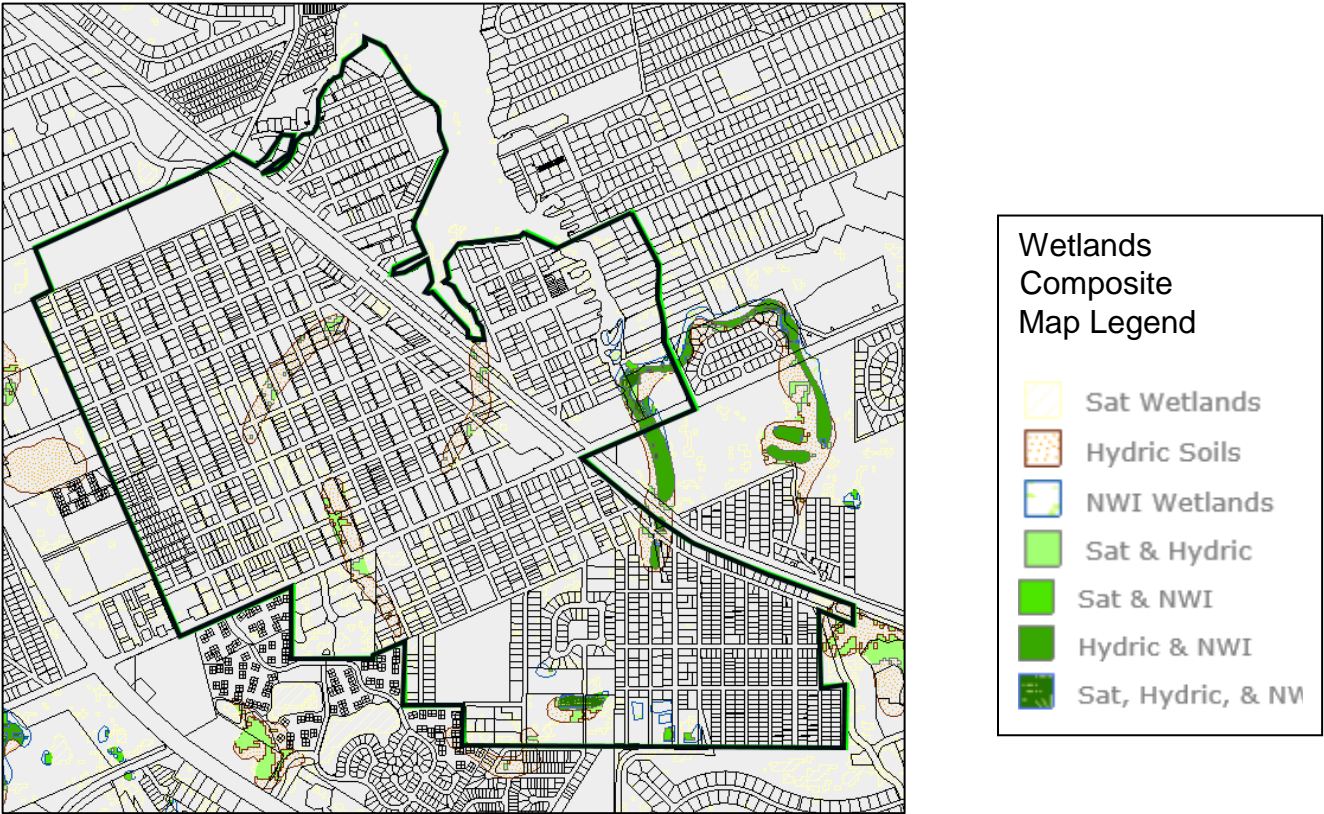 Wetlands
Composite
Map Legend
Sat Wetlands
Hydric Soils
NWI Wetlands
Sat & Hydric
Sat & NWI
Hydric & NWI
Sat, Hydric, & NW